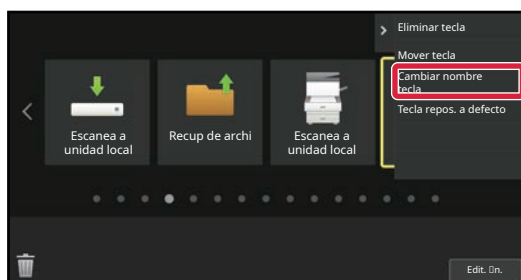 Eliminar tecla
Mover tecla
Cambiar nombre
tecla
Tecla repos. a defecto
Escanea a
unidad local
Recup de archi
Escanea a
unidad local
Edit. ▯n.